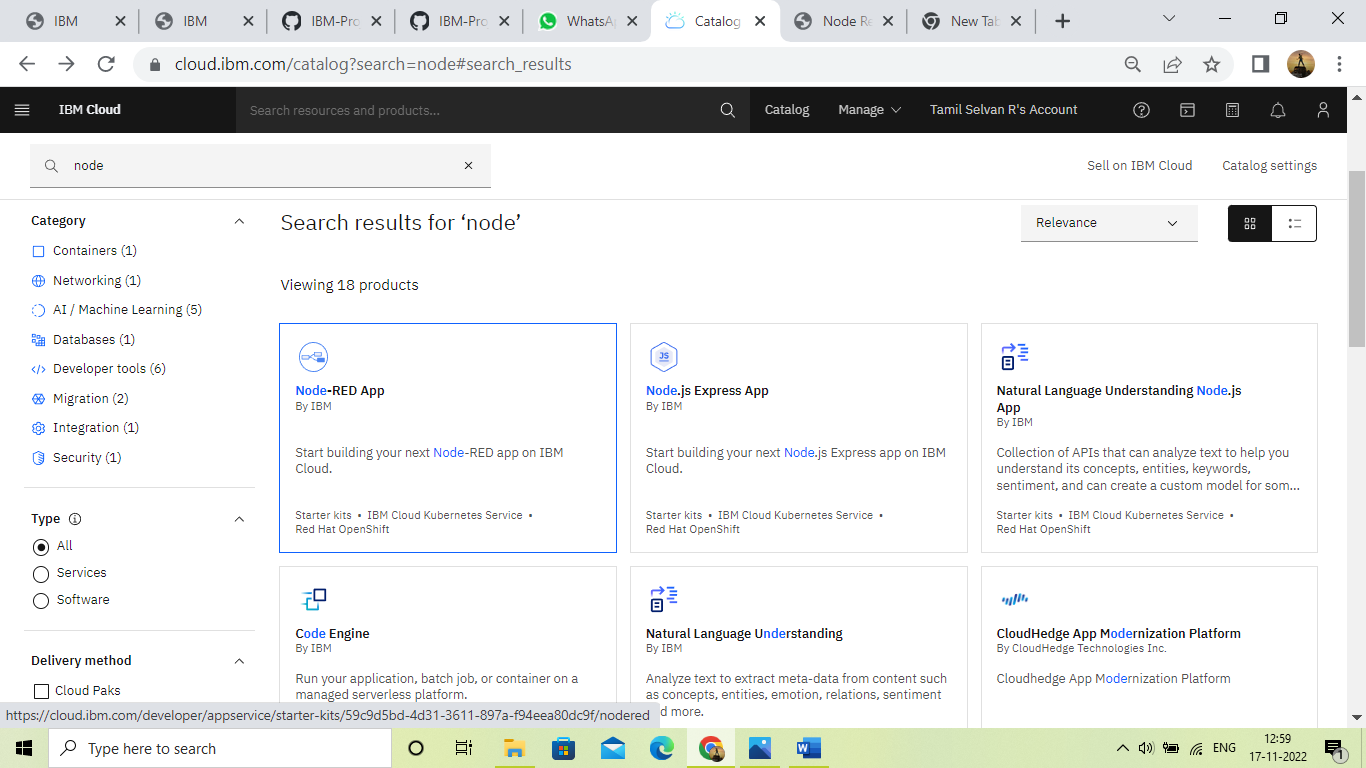 IBM
IBM
IBM-Pro
IBM-Pro
WhatsAp
Catalog
Node Re
New Tab
cloud.ibm.com/catalog?search=node#search_results
IBM Cloud
Search resources and products...
Catalog
Manage
Tamil Selvan R's Account
node
Sell on IBM Cloud
Catalog settings
Category
Containers (1)
Networking (1)
AI / Machine Learning (5)
Databases (1)
Developer tools (6)
Migration (2)
Integration (1)
Security (1)
Type
All
Services
Software
Delivery method
Cloud Paks
Search results for ‘node’
Relevance
Viewing 18 products
Node-RED App
By IBM
Start building your next Node-RED app on IBM
Cloud.
Starter kits • IBM Cloud Kubernetes Service •
Red Hat OpenShift
JS
Node.js Express App
By IBM
Start building your next Node.js Express app on IBM
Cloud.
Starter kits • IBM Cloud Kubernetes Service •
Red Hat OpenShift
Natural Language Understanding Node.js
App
By IBM
Collection of APIs that can analyze text to help you
understand its concepts, entities, keywords,
sentiment, and can create a custom model for som...
Starter kits • IBM Cloud Kubernetes Service •
Red Hat OpenShift
Code Engine
By IBM
Run your application, batch job, or container on a
managed serverless platform.
Natural Language Understanding
By IBM
Analyze text to extract meta-data from content such
as concepts, entities, emotion, relations, sentiment
nd more.
CloudHedge App Modernization Platform
By CloudHedge Technologies Inc.
Cloudhedge App Modernization Platform
https://cloud.ibm.com/developer/appservice/starter-kits/59c9d5bd-4d31-3611-897a-f94eea80dc9f/nodered
Type here to search
ENG
12:59
17-11-2022
1